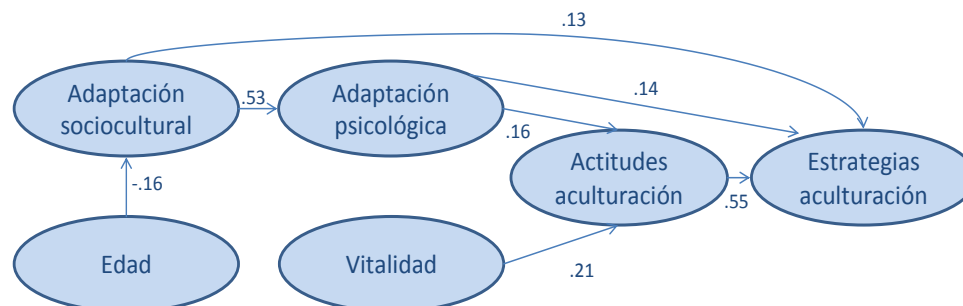 .13
Adaptación
sociocultural
.53
Adaptación
psicológica
.14
.16
Actitudes
aculturación
.55
Estrategias
aculturación
-.16
Edad
Vitalidad
.21